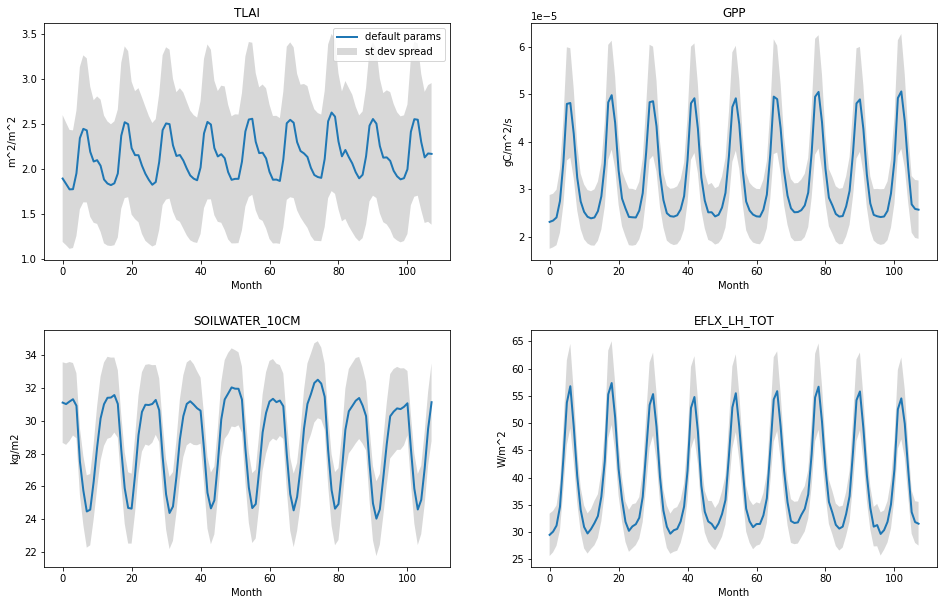 TLAI
3.5
3.0
2.5
2.0
1.5
1.0
m^2/m^2
default params
st dev spread
0 20 40 60 80 100
Month
GPP
1e−5
6
5
4
3
2
gC/m^2/s
0 20 40 60 80 100
Month
SOILWATER_10CM
34
32
30
28
26
24
22
kg/m2
0 20 40 60 80 100
Month
EFLX_LH_TOT
65
60
55
50
45
40
35
30
25
W/m^2
0 20 40 60 80 100
Month